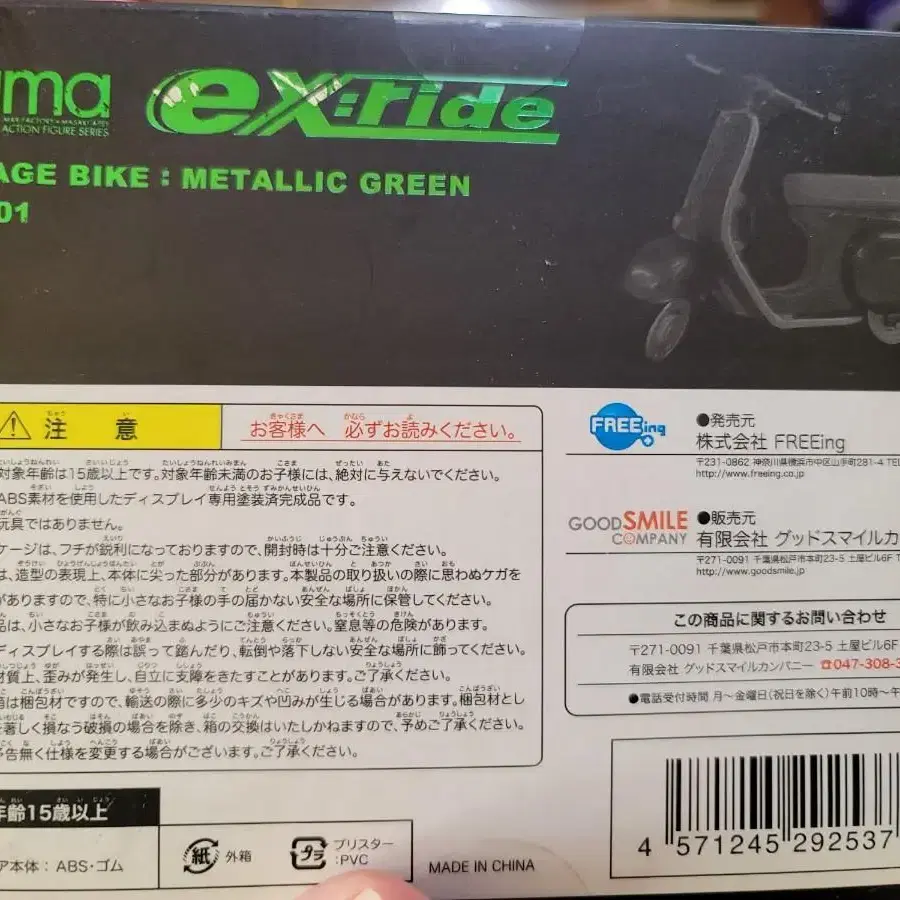 ma
ex:ride
ACTION FIGURE SERIES
AGE BIKE : METALLIC GREEN
01
注意
お客様へ 必ずお読みください。
対象年齢は15歳以上です。対象年齢未満のお子様には、絶対に与えないでください。
ABS素材を使用したディスプレイ専用塗装済完成品です。
玩具ではありません。
ケージは、フチが鋭利になっておりますので、開封時は十分ご注意ください。
は、造型の表現上、本体に尖った部分があります。本製品の取り扱いの際に思わぬケガを
がありますので、特に小さなお子様の手の届かない安全な場所に保管してください。
品は、小さなお子様が飲み込まぬようにご注意ください。窒息等の危険があります。
ディスプレイする際は誤って踏んだり、転倒や落下しない安全な場所に飾ってください。
材質上、歪みが発生し、自立に支障をきたすことがあります。ご了承ください。
箱は梱包材ですので、輸送の際に多少のキズや凹みが生じる場合があります。梱包材とし
著しく損なう破損の場合を除き、箱の交換はいたしかねますので、予めご了承ください。
予告無く仕様を変更する場合がございます。ご了承ください。
年齢15歳以上
ア本体：ABS・ゴム
紙 外箱
プラ ブリスター
:PVC
MADE IN CHINA
FREEing
●発売元
株式会社 FREEing
〒231-0862 神奈川県横浜市中区山手町281-4 TEL
http://www.freeing.co.jp
GOOD SMILE
COMPANY
●販売元
有限会社 グッドスマイルカ
〒271-0091 千葉県松戸市本町23-5 土屋ビル6F T
http://www.goodsmile.jp
この商品に関するお問い合わせ
〒271-0091 千葉県松戸市本町23-5 土屋ビル6F
有限会社 グッドスマイルカンパニー ☎047-308-3
●電話受付時間 月〜金曜日(祝日を除く)午前10時〜午
4 571245 292537